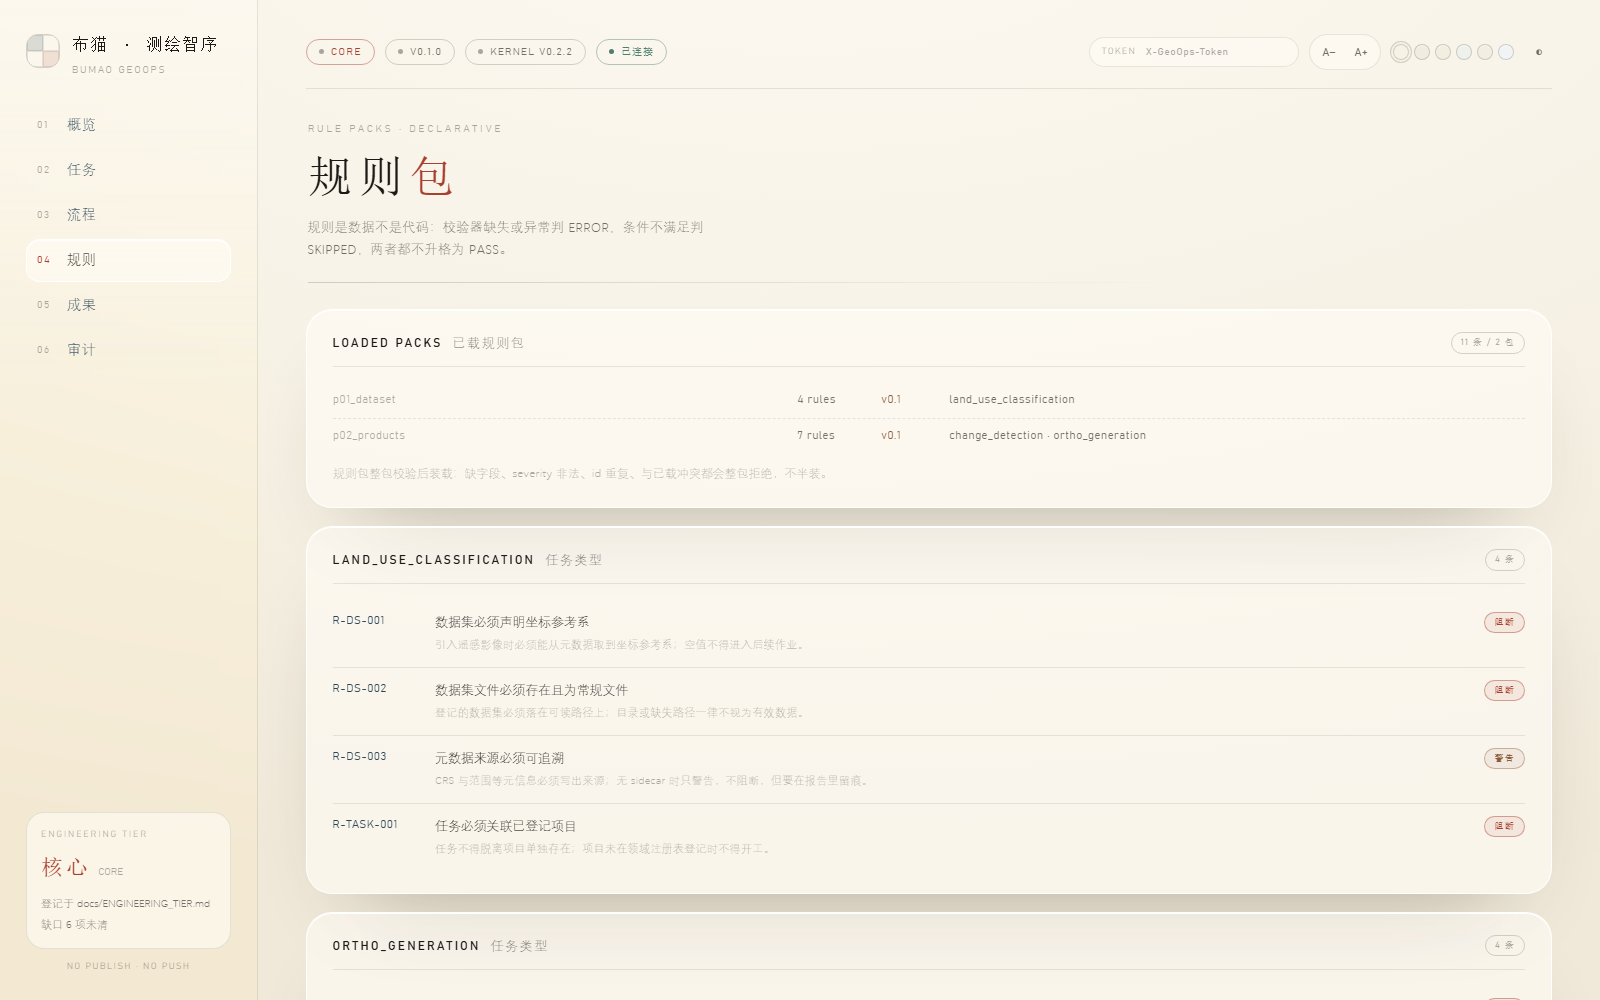 布猫 · 测绘智序
BUMAO GEOOPS
01 概览
02 任务
03 流程
04 规则
05 成果
06 审计
ENGINEERING TIER
核心 CORE
登记于 docs/ENGINEERING_TIER.md
缺口 6 项未清
NO PUBLISH · NO PUSH
CORE
V0.1.0
KERNEL V0.2.2
已连接
TOKEN X-GeoOps-Token
A−
A+
RULE PACKS · DECLARATIVE
规则包
规则是数据不是代码：校验器缺失或异常判 ERROR，条件不满足判
SKIPPED，两者都不升格为 PASS。
LOADED PACKS 已载规则包
11 条 / 2 包
p01_dataset 4 rules v0.1 land_use_classification
p02_products 7 rules v0.1 change_detection · ortho_generation
规则包整包校验后装载：缺字段、severity 非法、id 重复、与已载冲突都会整包拒绝，不半装。
LAND_USE_CLASSIFICATION 任务类型
4 条
R-DS-001 数据集必须声明坐标参考系 阻断
引入遥感影像时必须能从元数据取到坐标参考系；空值不得进入后续作业。
R-DS-002 数据集文件必须存在且为常规文件 阻断
登记的数据集必须落在可读路径上；目录或缺失路径一律不视为有效数据。
R-DS-003 元数据来源必须可追溯 警告
CRS 与范围等元信息必须写出来源；无 sidecar 时只警告，不阻断，但要在报告里留痕。
R-TASK-001 任务必须关联已登记项目 阻断
任务不得脱离项目单独存在；项目未在领域注册表登记时不得开工。
ORTHO_GENERATION 任务类型
4 条